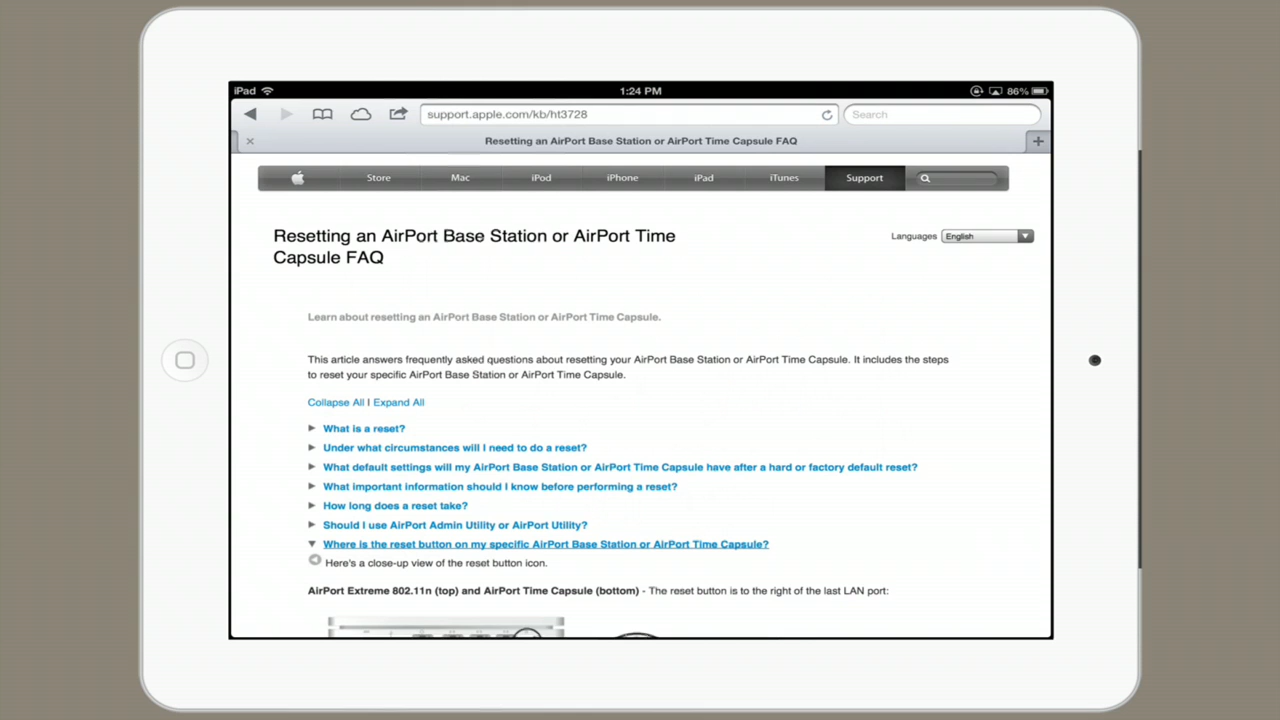 iPad
1:24 PM
86%
support.apple.com/kb/ht3728
Search
Resetting an AirPort Base Station or AirPort Time Capsule FAQ
Store Mac iPod iPhone iPad iTunes Support
Resetting an AirPort Base Station or AirPort Time
Capsule FAQ
Languages English
Learn about resetting an AirPort Base Station or AirPort Time Capsule.
This article answers frequently asked questions about resetting your AirPort Base Station or AirPort Time Capsule. It includes the steps
to reset your specific AirPort Base Station or AirPort Time Capsule.
Collapse All I Expand All
What is a reset?
Under what circumstances will I need to do a reset?
What default settings will my AirPort Base Station or AirPort Time Capsule have after a hard or factory default reset?
What important information should I know before performing a reset?
How long does a reset take?
Should I use AirPort Admin Utility or AirPort Utility?
Where is the reset button on my specific AirPort Base Station or AirPort Time Capsule?
Here's a close-up view of the reset button icon.
AirPort Extreme 802.11n (top) and AirPort Time Capsule (bottom) - The reset button is to the right of the last LAN port: